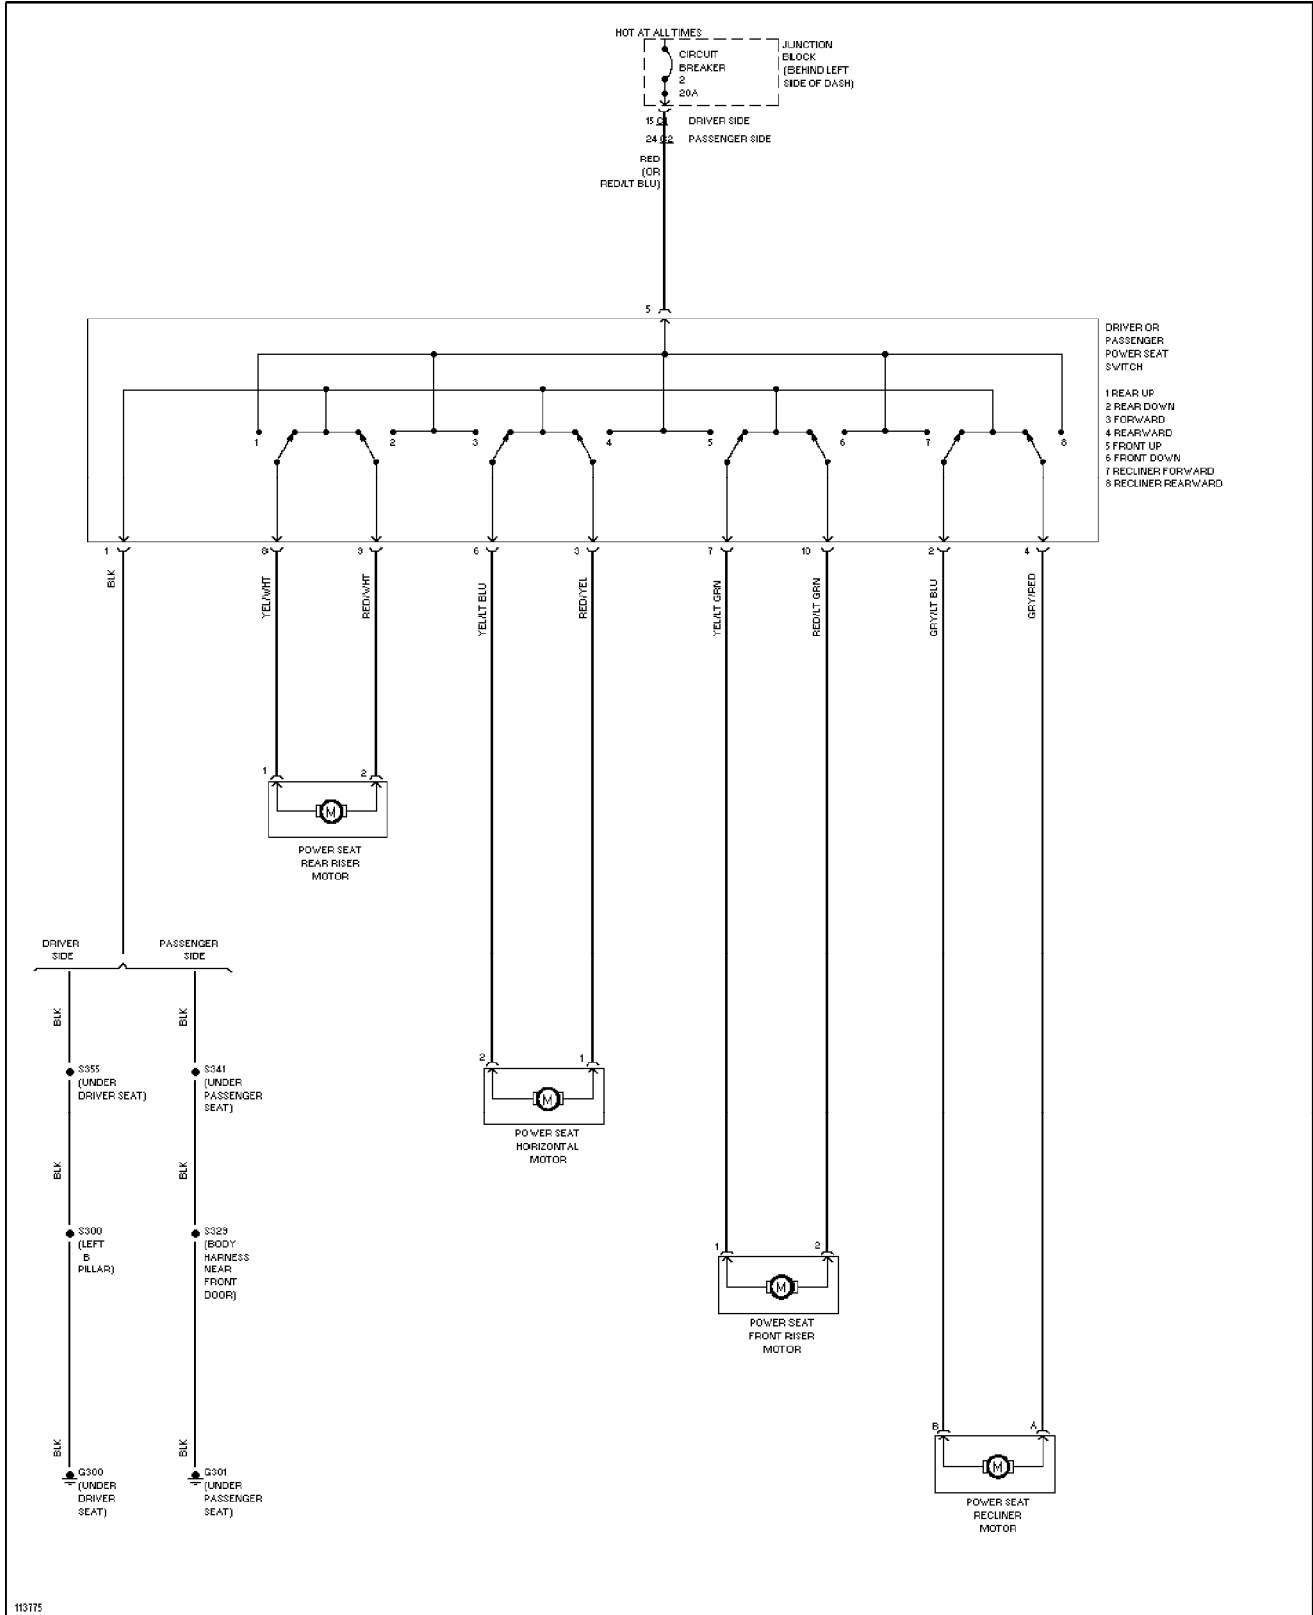 HOT AT ALL TIMES
CIRCUIT
BREAKER
2
20A
JUNCTION
BLOCK
(BEHIND LEFT
SIDE OF DASH)
15 C1 DRIVER SIDE
24 C2 PASSENGER SIDE
RED
(OR
RED/LT BLU)
5
DRIVER OR
PASSENGER
POWER SEAT
SWITCH
1 REAR UP
2 REAR DOWN
3 FORWARD
4 REARWARD
5 FRONT UP
6 FRONT DOWN
7 RECLINER FORWARD
8 RECLINER REARWARD
1 2 3 4 5 6 7 8
1 8 9 6 3 7 10 2 4
BLK
YEL/WHT
RED/WHT
YEL/LT BLU
RED/YEL
YEL/LT GRN
RED/LT GRN
GRY/LT BLU
GRY/RED
1 2
M
POWER SEAT
REAR RISER
MOTOR
DRIVER
SIDE
PASSENGER
SIDE
BLK
BLK
S355
(UNDER
DRIVER SEAT)
S341
(UNDER
PASSENGER
SEAT)
2 1
M
POWER SEAT
HORIZONTAL
MOTOR
BLK
BLK
S300
(LEFT
B
PILLAR)
S329
(BODY
HARNESS
NEAR
FRONT
DOOR)
1 2
M
POWER SEAT
FRONT RISER
MOTOR
BLK
BLK
G300
(UNDER
DRIVER
SEAT)
G301
(UNDER
PASSENGER
SEAT)
B A
M
POWER SEAT
RECLINER
MOTOR
113775